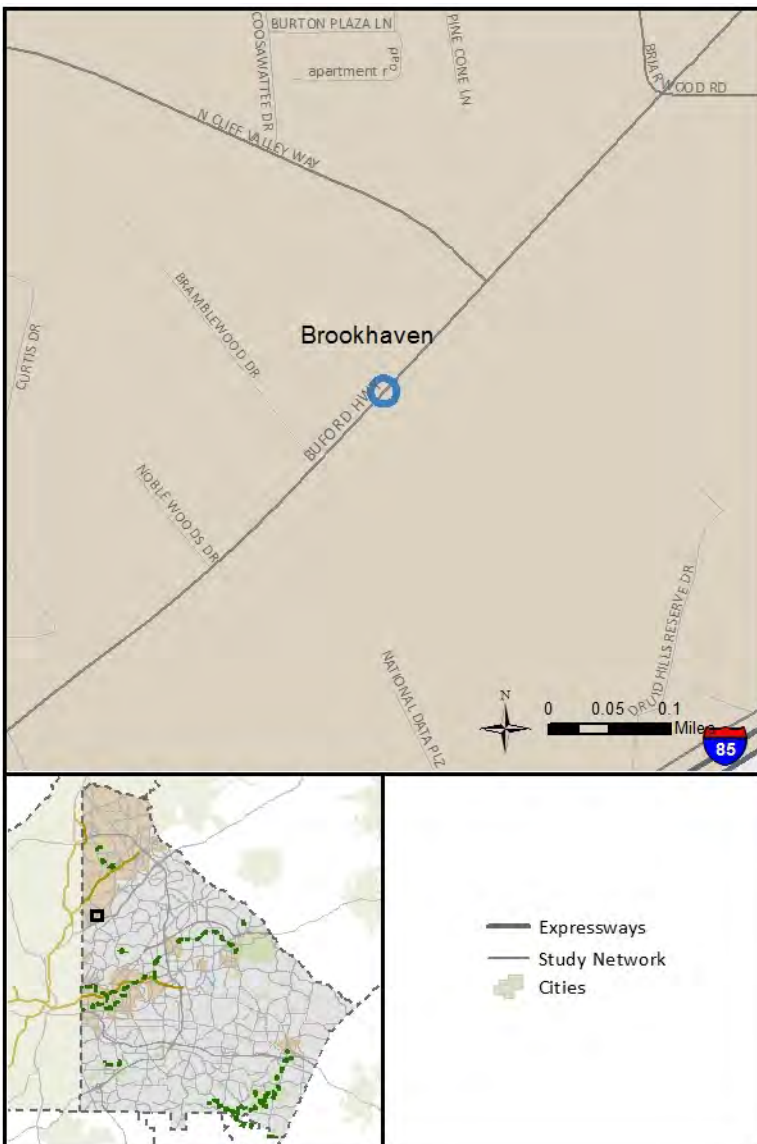 BURTON PLAZA LN
COOSAWATTEE DR
apartment road
PINE CONE LN
BRIARWOOD RD
N CLIFF VALLEY WAY
BRAMBLEWOOD DR
CURTIS DR
Brookhaven
BUFORD HWY
NOBLE WOODS DR
DRUID HILLS RESERVE DR
NATIONAL DATA PLZ
N
0 0.05 0.1
Miles
85
Expressways
Study Network
Cities